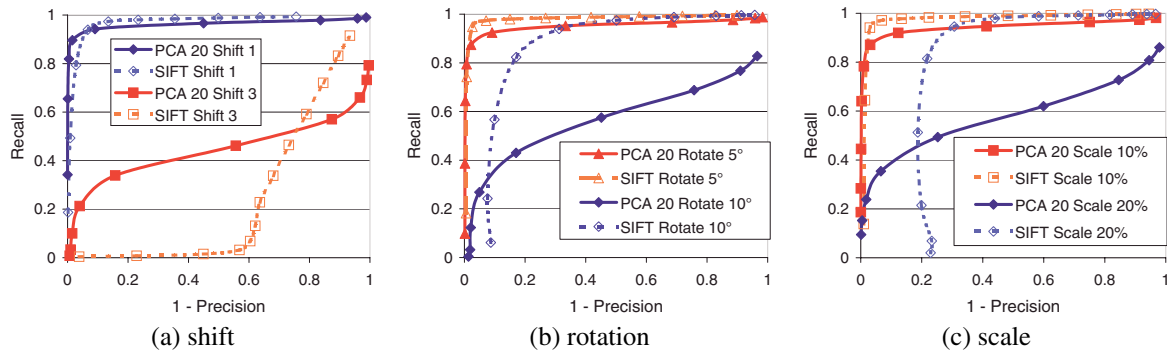 1
0.8
0.6
0.4
0.2
0
Recall
PCA 20 Shift 1
SIFT Shift 1
PCA 20 Shift 3
SIFT Shift 3
0 0.2 0.4 0.6 0.8 1
1 - Precision
(a) shift
1
0.8
0.6
0.4
0.2
0
Recall
PCA 20 Rotate 5°
SIFT Rotate 5°
PCA 20 Rotate 10°
SIFT Rotate 10°
0 0.2 0.4 0.6 0.8 1
1 - Precision
(b) rotation
1
0.8
0.6
0.4
0.2
0
Recall
PCA 20 Scale 10%
SIFT Scale 10%
PCA 20 Scale 20%
SIFT Scale 20%
0 0.2 0.4 0.6 0.8 1
1 - Precision
(c) scale